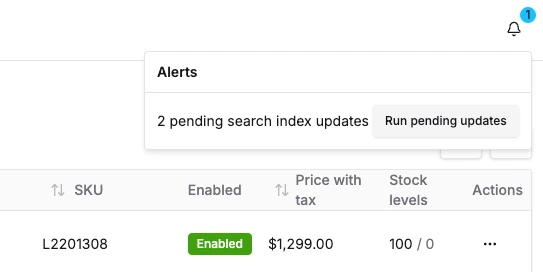 1
Alerts
2 pending search index updates Run pending updates
SKU Enabled Price with tax Stock levels Actions
L2201308 Enabled $1,299.00 100 / 0 ...